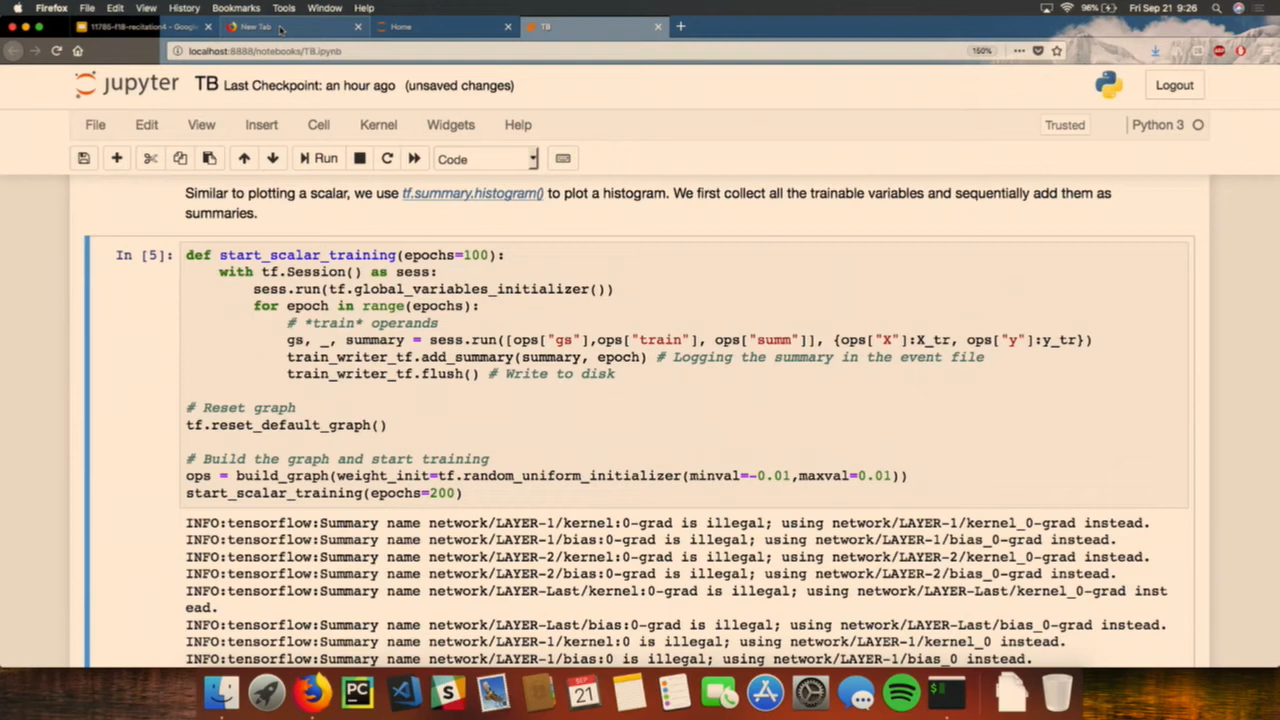 Firefox File Edit View History Bookmarks Tools Window Help 96% Fri Sep 21 9:26
11785-f18-recitation4 - Google New Tab Home TB
localhost:8888/notebooks/TB.ipynb 150%
jupyter TB Last Checkpoint: an hour ago (unsaved changes) Logout
File Edit View Insert Cell Kernel Widgets Help Trusted Python 3
Run Code
Similar to plotting a scalar, we use tf.summary.histogram() to plot a histogram. We first collect all the trainable variables and sequentially add them as
summaries.
In [5]: def start_scalar_training(epochs=100):
with tf.Session() as sess:
sess.run(tf.global_variables_initializer())
for epoch in range(epochs):
# *train* operands
gs, _, summary = sess.run([ops["gs"],ops["train"], ops["summ"]], {ops["X"]:X_tr, ops["y"]:y_tr})
train_writer_tf.add_summary(summary, epoch) # Logging the summary in the event file
train_writer_tf.flush() # Write to disk
# Reset graph
tf.reset_default_graph()
# Build the graph and start training
ops = build_graph(weight_init=tf.random_uniform_initializer(minval=-0.01,maxval=0.01))
start_scalar_training(epochs=200)
INFO:tensorflow:Summary name network/LAYER-1/kernel:0-grad is illegal; using network/LAYER-1/kernel_0-grad instead.
INFO:tensorflow:Summary name network/LAYER-1/bias:0-grad is illegal; using network/LAYER-1/bias_0-grad instead.
INFO:tensorflow:Summary name network/LAYER-2/kernel:0-grad is illegal; using network/LAYER-2/kernel_0-grad instead.
INFO:tensorflow:Summary name network/LAYER-2/bias:0-grad is illegal; using network/LAYER-2/bias_0-grad instead.
INFO:tensorflow:Summary name network/LAYER-Last/kernel:0-grad is illegal; using network/LAYER-Last/kernel_0-grad inst
ead.
INFO:tensorflow:Summary name network/LAYER-Last/bias:0-grad is illegal; using network/LAYER-Last/bias_0-grad instead.
INFO:tensorflow:Summary name network/LAYER-1/kernel:0 is illegal; using network/LAYER-1/kernel_0 instead.
INFO:tensorflow:Summary name network/LAYER-1/bias:0 is illegal; using network/LAYER-1/bias_0 instead.
PC SEP 21